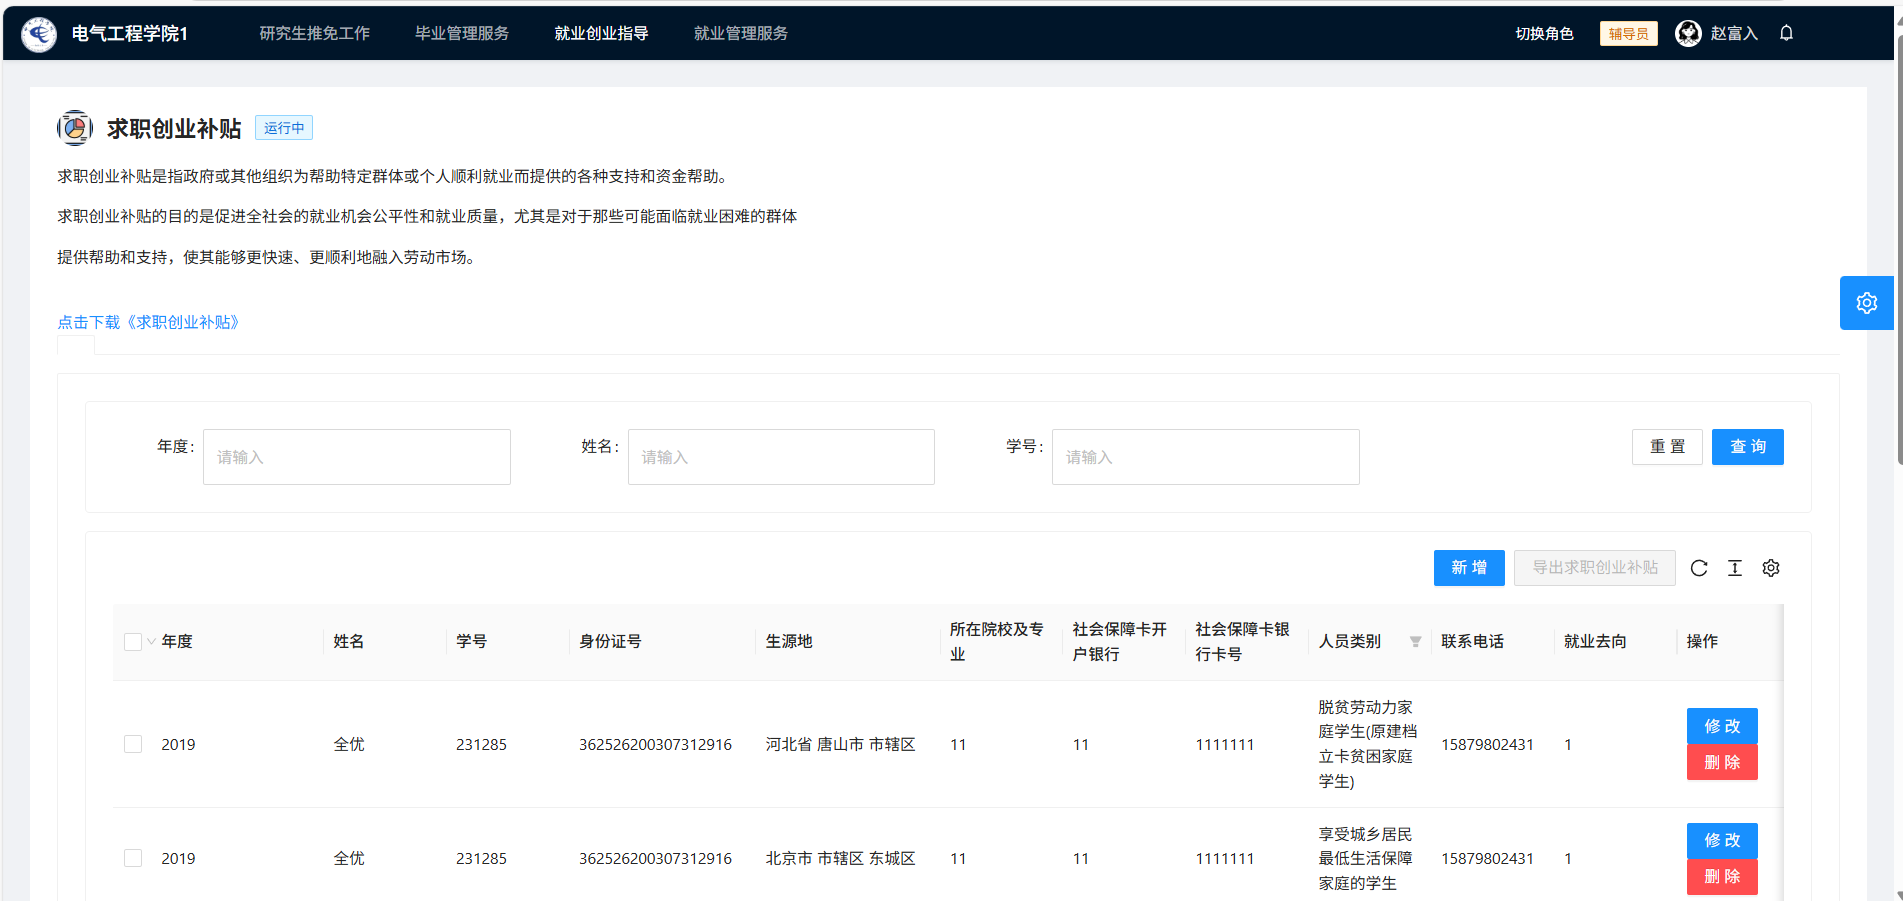 电气工程学院1 研究生推免工作 毕业管理服务 就业创业指导 就业管理服务 切换角色 辅导员 赵富入
求职创业补贴 运行中
求职创业补贴是指政府或其他组织为帮助特定群体或个人顺利就业而提供的各种支持和资金帮助。
求职创业补贴的目的是促进全社会的就业机会公平性和就业质量，尤其是对于那些可能面临就业困难的群体
提供帮助和支持，使其能够更快速、更顺利地融入劳动市场。
点击下载《求职创业补贴》
年度: 请输入 姓名: 请输入 学号: 请输入 重 置 查 询
新 增 导出求职创业补贴
年度 姓名 学号 身份证号 生源地 所在院校及专
业 社会保障卡开
户银行 社会保障卡银
行卡号 人员类别 联系电话 就业去向 操作
2019 全优 231285 362526200307312916 河北省 唐山市 市辖区 11 11 1111111 脱贫劳动力家
庭学生(原建档
立卡贫困家庭
学生) 15879802431 1 修 改
删 除
2019 全优 231285 362526200307312916 北京市 市辖区 东城区 11 11 1111111 享受城乡居民
最低生活保障
家庭的学生 15879802431 1 修 改
删 除